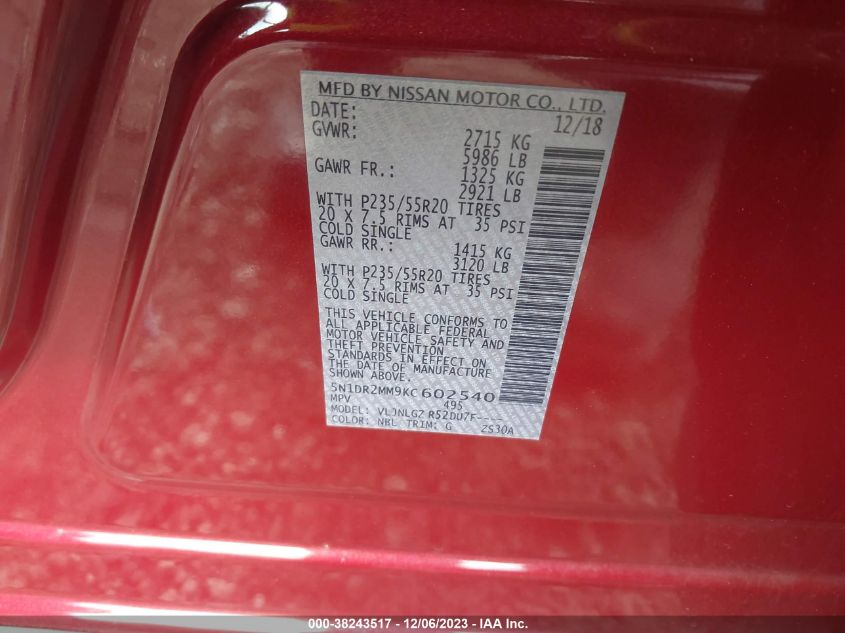 MFD BY NISSAN MOTOR CO., LTD.
DATE: 12/18
GVWR: 2715 KG
5986 LB
GAWR FR.: 1325 KG
2921 LB
WITH P235/55R20 TIRES
20 X 7.5 RIMS AT 35 PSI
COLD SINGLE
GAWR RR.: 1415 KG
3120 LB
WITH P235/55R20 TIRES
20 X 7.5 RIMS AT 35 PSI
COLD SINGLE
THIS VEHICLE CONFORMS TO
ALL APPLICABLE FEDERAL
MOTOR VEHICLE SAFETY AND
THEFT PREVENTION
STANDARDS IN EFFECT ON
THE DATE OF MANUFACTURE
SHOWN ABOVE.
5N1DR2MM9KC602540
MPV 495
MODEL: VLJNLGZ R52DU7F----
COLOR: NBL TRIM: G 2S30A
000-38243517 - 12/06/2023 - IAA Inc.